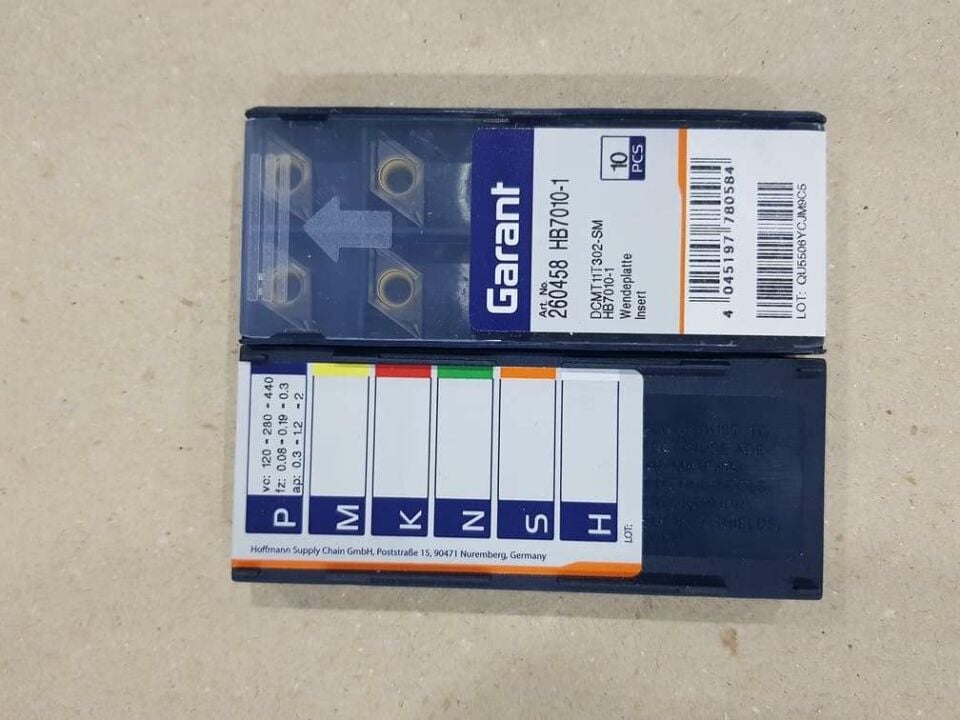 Garant
10
PCS
Art. No.
260458 HB7010-1
DCMT11T302-SM
HB7010-1
Wendeplatte
Insert
4 045197 780584
LOT: QU5506YCJM9C5
P
vc: 120 - 280 - 440
fz: 0.08 - 0.19 - 0.3
ap: 0.3 - 1.2 - 2
M
K
N
S
H
LOT:
Hoffmann Supply Chain GmbH, Poststraße 15, 90471 Nuremberg, Germany